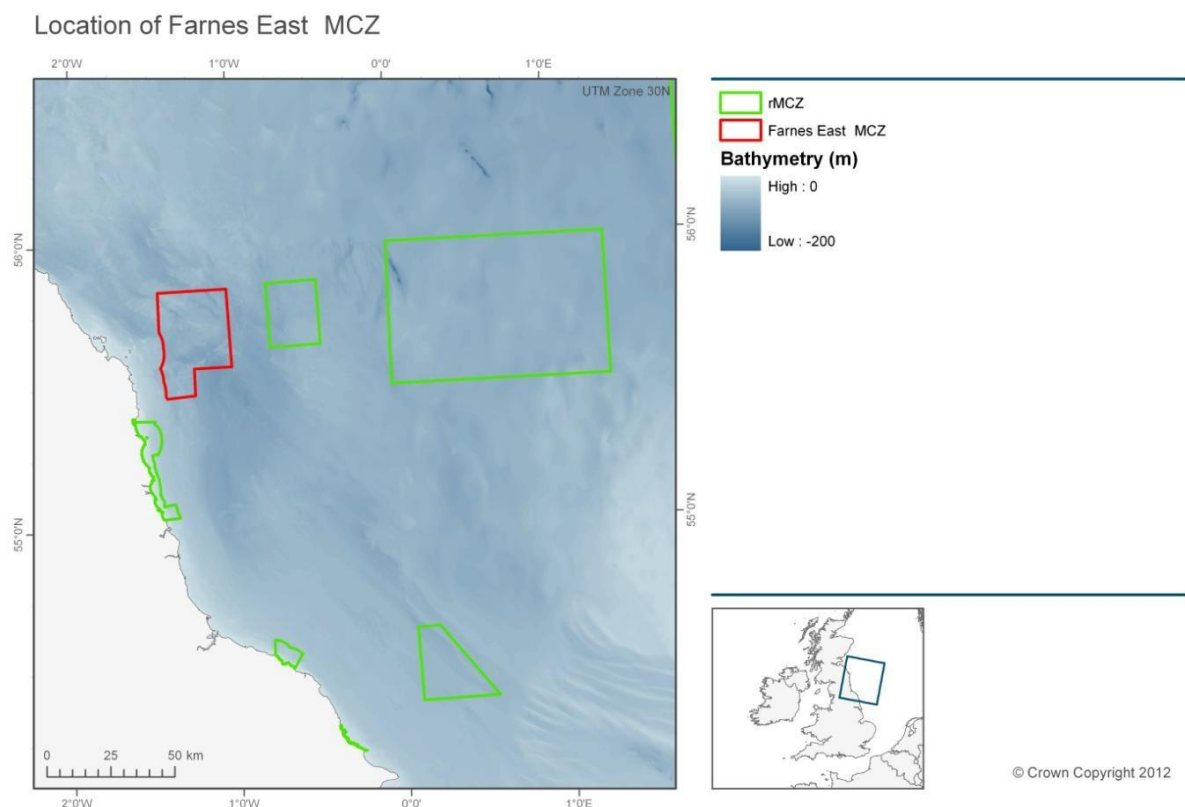 Location of Farnes East MCZ
2°0'W 1°0'W 0°0' 1°0'E
UTM Zone 30N
56°0'N
56°0'N
55°0'N
55°0'N
0 25 50 km
2°0'W 1°0'W 0°0' 1°0'E
rMCZ
Farnes East MCZ
Bathymetry (m)
High : 0
Low : -200
© Crown Copyright 2012